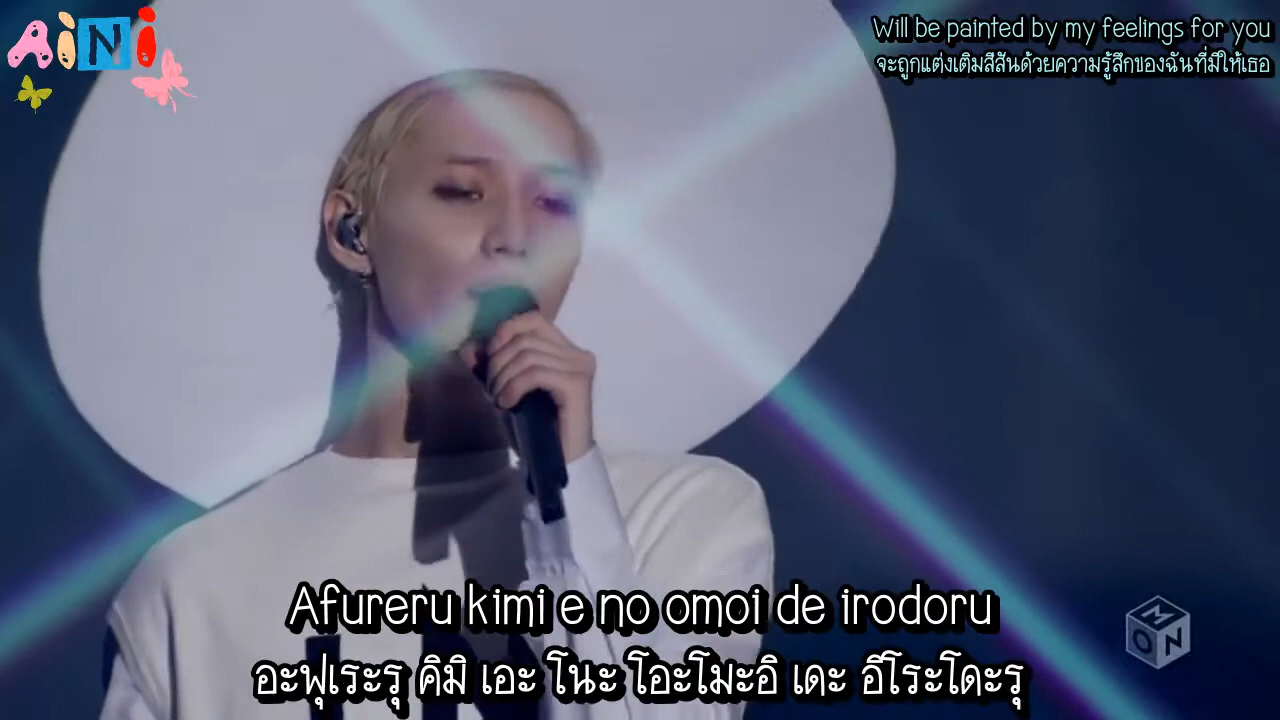 AiNi
Will be painted by my feelings for you
จะถูกแต่งเติมสีสันด้วยความรู้สึกของฉันที่มีให้เธอ
MON
Afureru kimi e no omoi de irodoru
อะฟุเระรุ คิมิ เอะ โนะ โอะโมะอิ เดะ อิโระโดะรุ